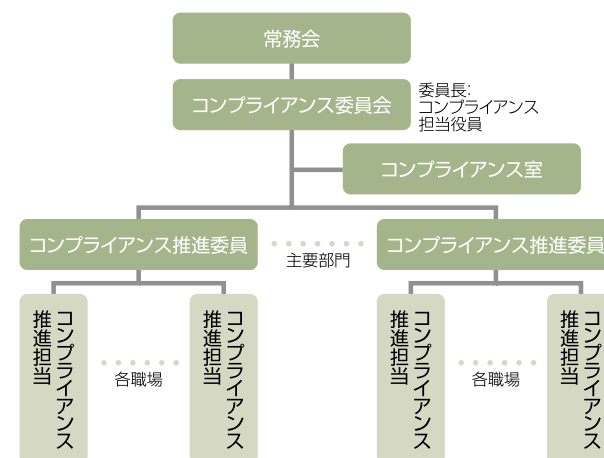 常務会
コンプライアンス委員会
委員長:
コンプライアンス
担当役員
コンプライアンス室
コンプライアンス推進委員
主要部門
コンプライアンス推進委員
コンプライアンス
推進担当
各職場
コンプライアンス
推進担当
コンプライアンス
推進担当
各職場
コンプライアンス
推進担当